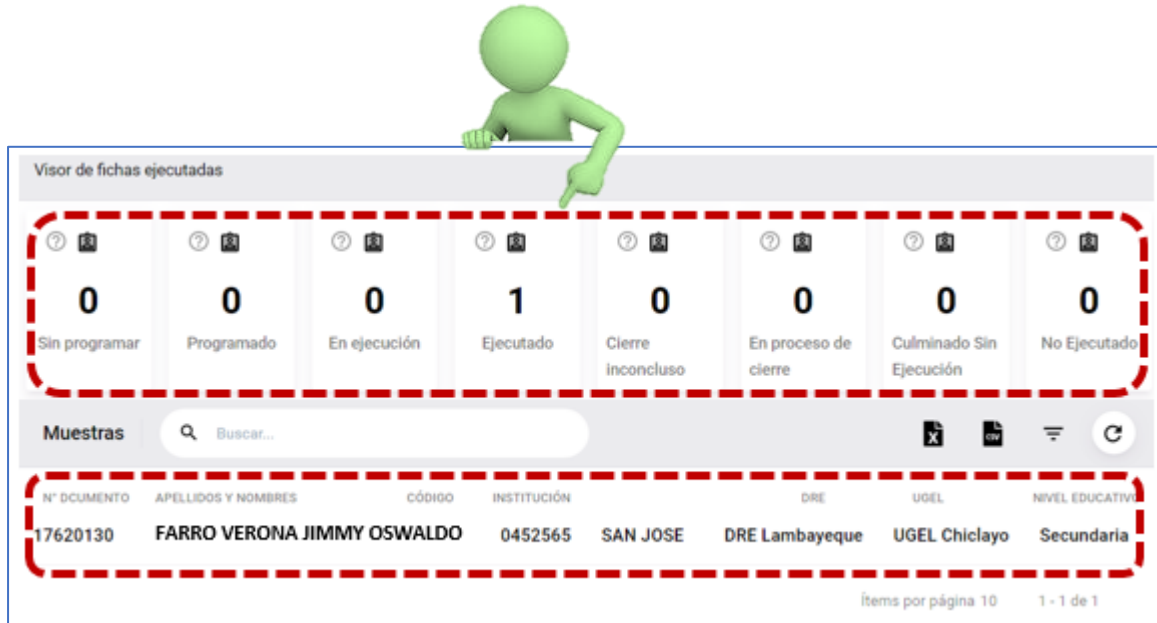 Visor de fichas ejecutadas
0 0 0 1 0 0 0 0
Sin programar Programado En ejecución Ejecutado Cierre inconcluso En proceso de cierre Culminado Sin Ejecución No Ejecutado
Muestras Buscar...
N° DCUMENTO APELLIDOS Y NOMBRES CÓDIGO INSTITUCIÓN DRE UGEL NIVEL EDUCATIVO
17620130 FARRO VERONA JIMMY OSWALDO 0452565 SAN JOSE DRE Lambayeque UGEL Chiclayo Secundaria
Ítems por página 10 1 - 1 de 1